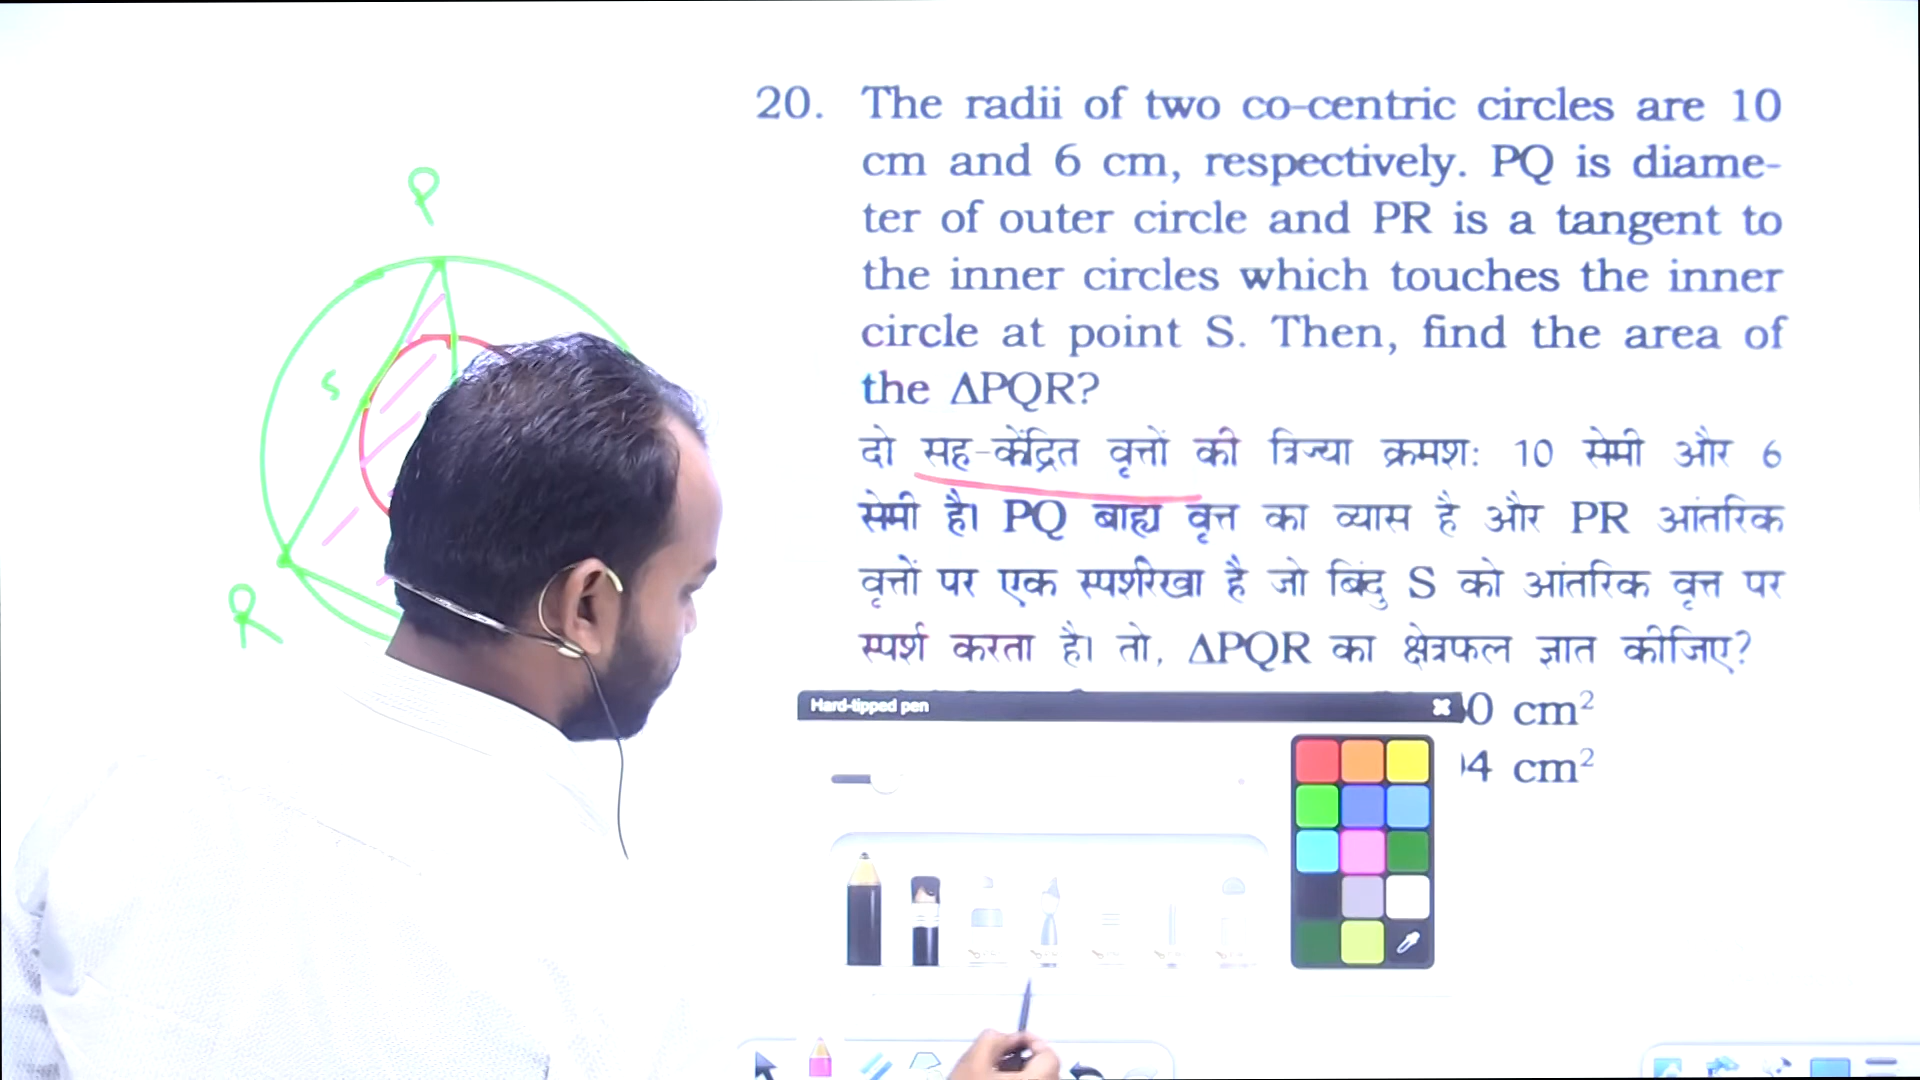 P
S
R
20. The radii of two co-centric circles are 10
cm and 6 cm, respectively. PQ is diame-
ter of outer circle and PR is a tangent to
the inner circles which touches the inner
circle at point S. Then, find the area of
the ΔPQR?
दो सह-केंद्रित वृत्तों की त्रिज्या क्रमश: 10 सेमी और 6
सेमी है। PQ बाह्य वृत्त का व्यास है और PR आंतरिक
वृत्तों पर एक स्पर्शरेखा है जो बिंदु S को आंतरिक वृत्त पर
स्पर्श करता है। तो, ΔPQR का क्षेत्रफल ज्ञात कीजिए?
Hard-tipped pen
0 cm²
4 cm²